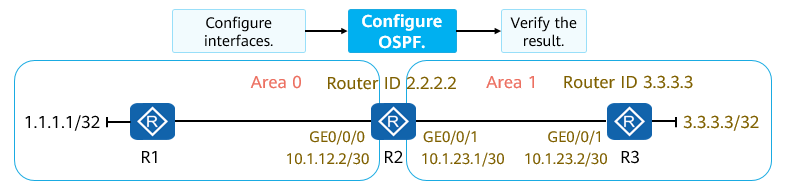 Configure
interfaces.
Configure
OSPF.
Verify the
result.
Area 0
Router ID 2.2.2.2
Area 1
Router ID 3.3.3.3
1.1.1.1/32
R
R
R
3.3.3.3/32
GE0/0/0
GE0/0/1
GE0/0/1
R1
10.1.12.2/30
R2
10.1.23.1/30
10.1.23.2/30
R3